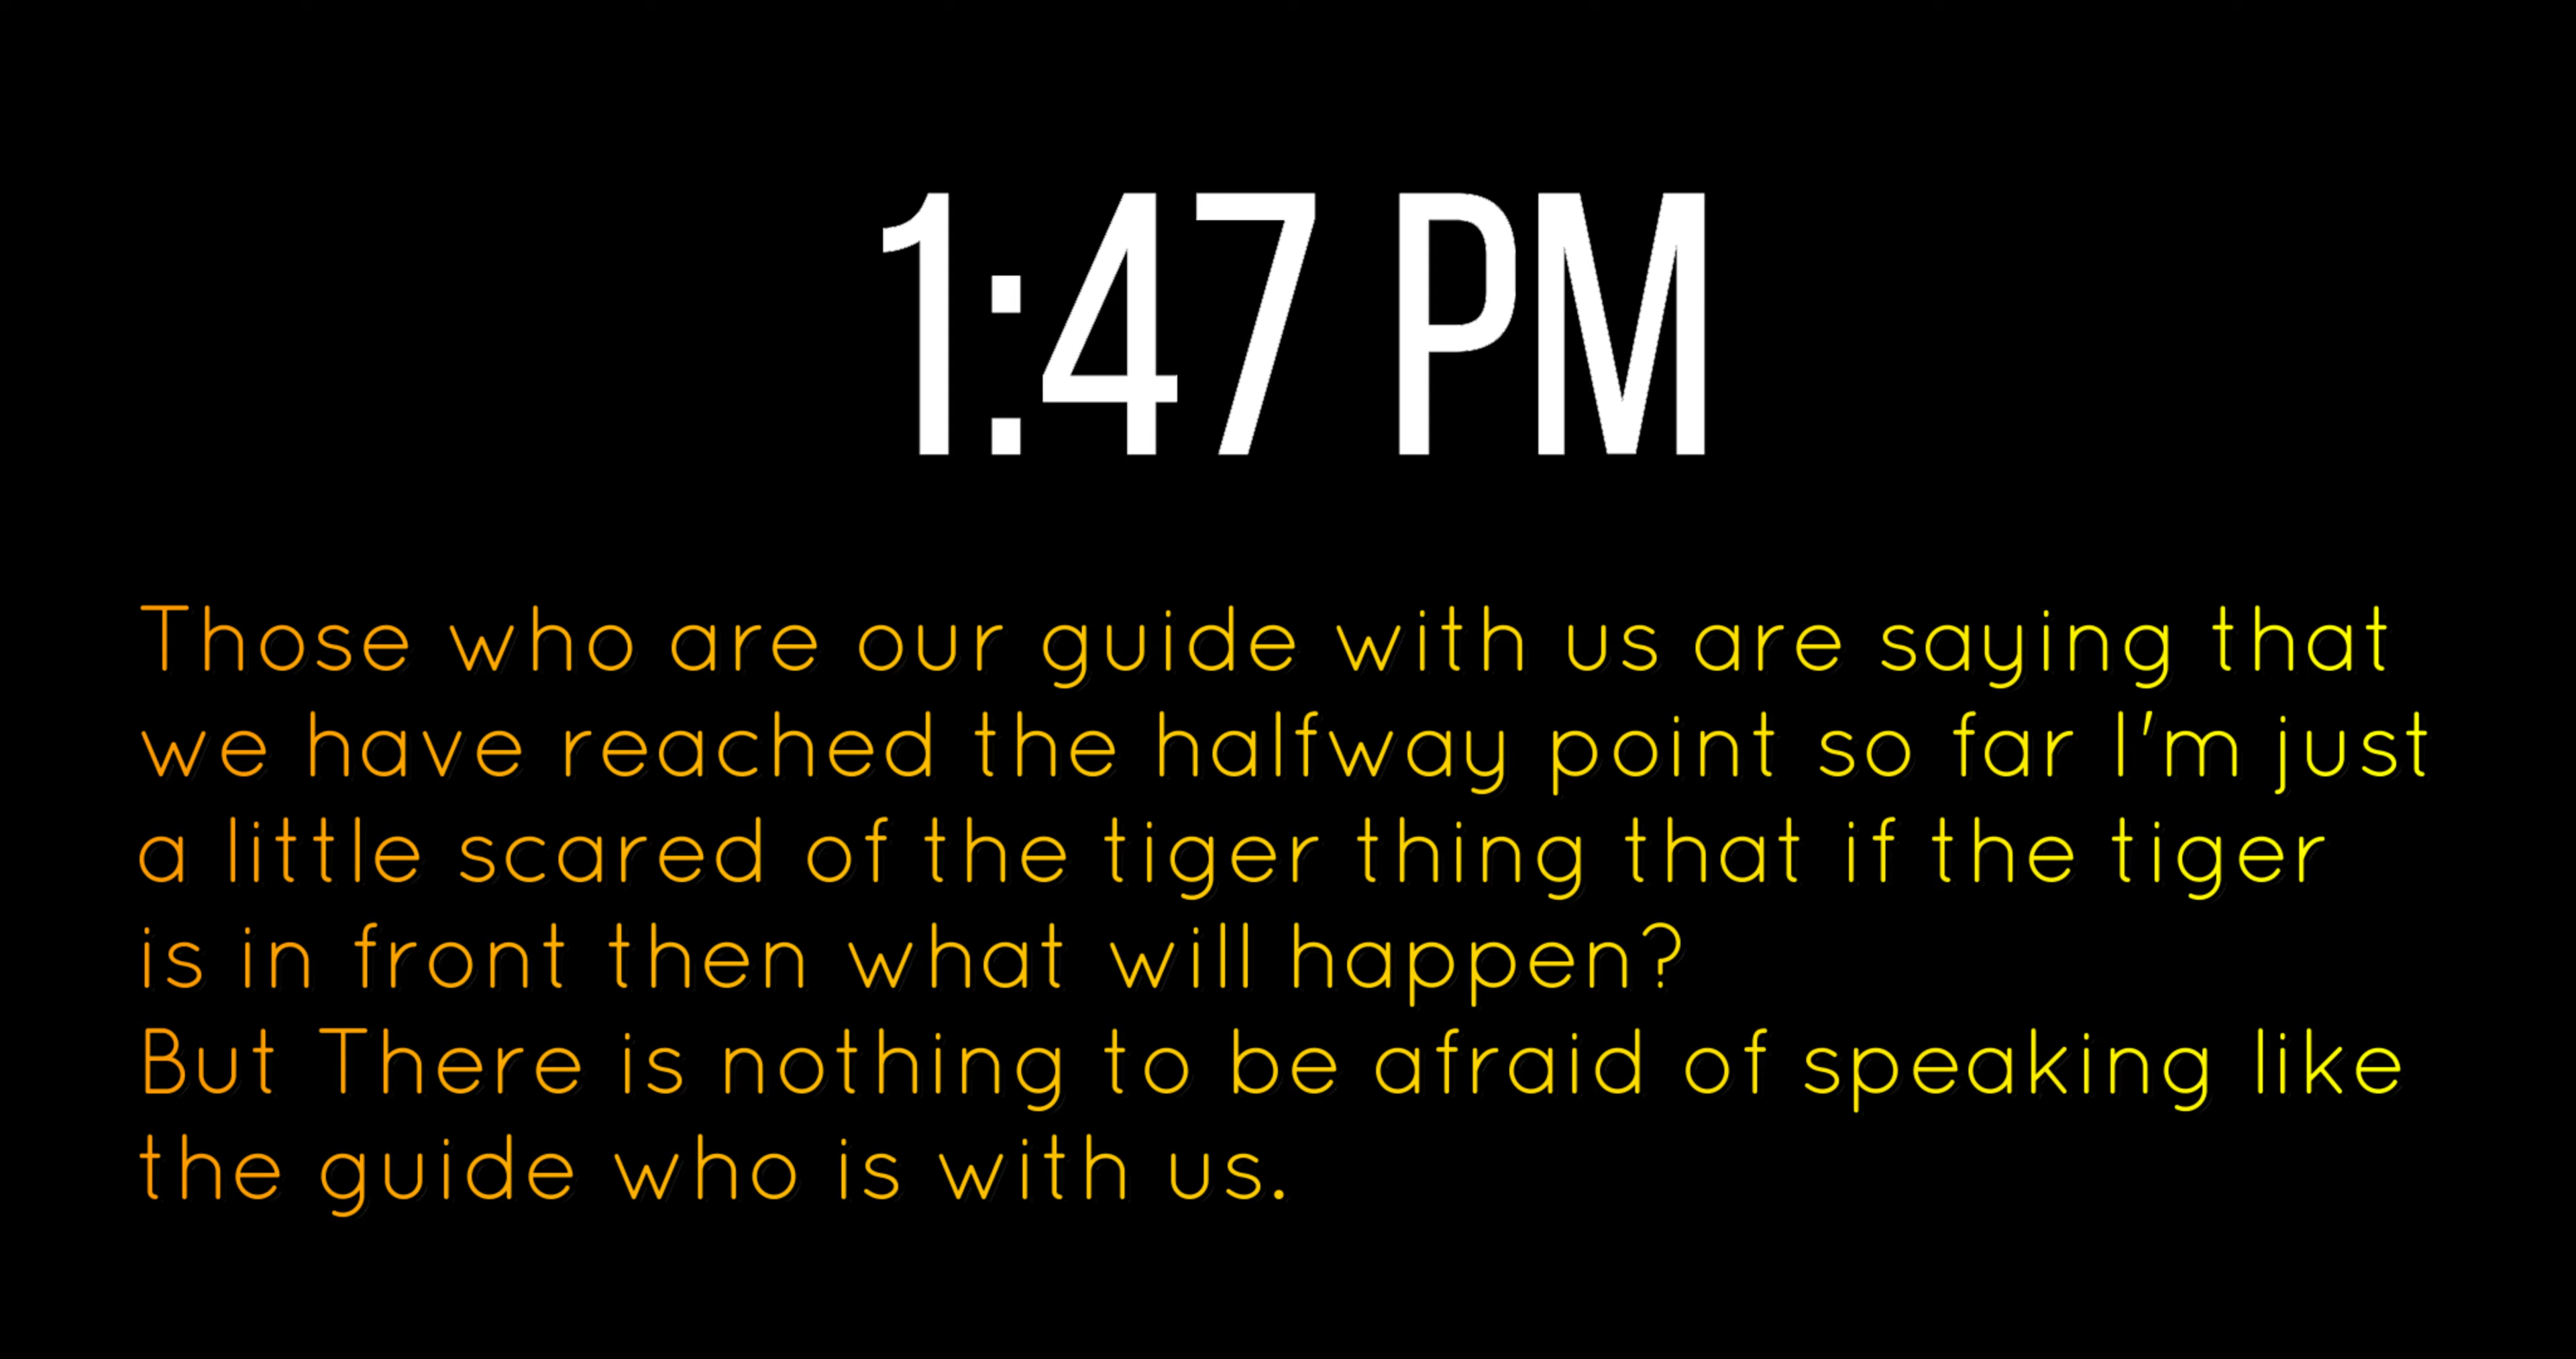 1:47 PM
Those who are our guide with us are saying that
we have reached the halfway point so far I'm just
a little scared of the tiger thing that if the tiger
is in front then what will happen?
But There is nothing to be afraid of speaking like
the guide who is with us.